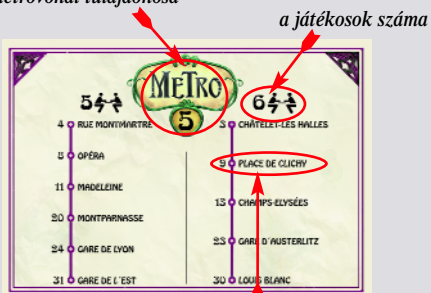 metróvonal tulajdonosa
a játékosok száma
METRO
5
5
6
4 RUE MONTMARTRE
OPÉRA
11 MADELEINE
20 MONTPARNASSE
24 GARE DE LYON
31 GARE DE L'EST
3 CHÂTELET-LES HALLES
9 PLACE DE CLICHY
13 CHAMPS-ELYSÉES
23 GARE D'AUSTERLITZ
30 LOUIS BLANC